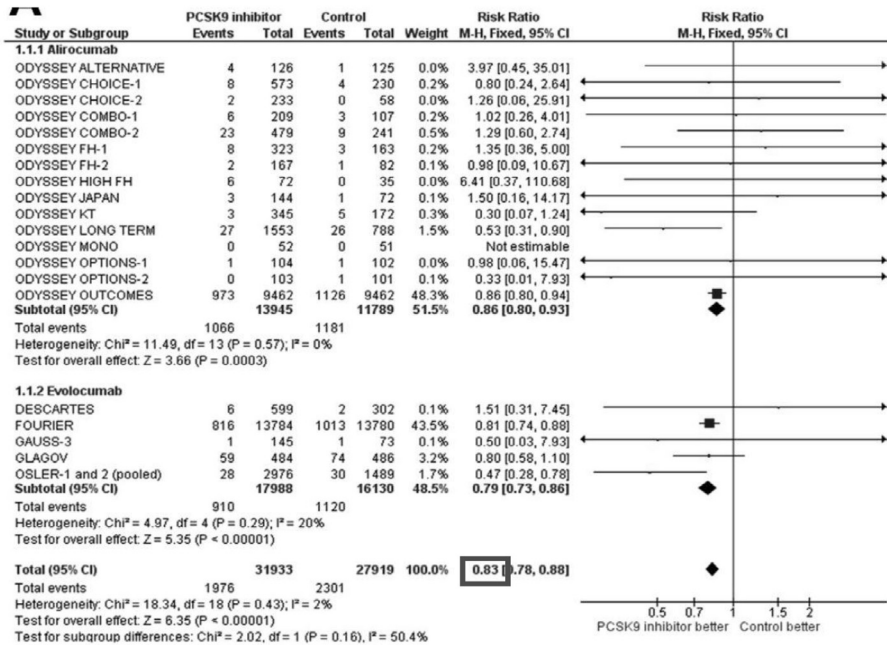 PCSK9 inhibitor Control Risk Ratio Risk Ratio
Study or Subgroup Events Total Events Total Weight M-H, Fixed, 95% CI M-H, Fixed, 95% CI
1.1.1 Alirocumab
ODYSSEY ALTERNATIVE 4 126 1 125 0.0% 3.97 [0.45, 35.01]
ODYSSEY CHOICE-1 8 573 4 230 0.2% 0.80 [0.24, 2.64]
ODYSSEY CHOICE-2 2 233 0 58 0.0% 1.26 [0.06, 25.91]
ODYSSEY COMBO-1 6 209 3 107 0.2% 1.02 [0.26, 4.01]
ODYSSEY COMBO-2 23 479 9 241 0.5% 1.29 [0.60, 2.74]
ODYSSEY FH-1 8 323 3 163 0.2% 1.35 [0.36, 5.00]
ODYSSEY FH-2 2 167 1 82 0.1% 0.98 [0.09, 10.67]
ODYSSEY HIGH FH 6 72 0 35 0.0% 6.41 [0.37, 110.68]
ODYSSEY JAPAN 3 144 1 72 0.1% 1.50 [0.16, 14.17]
ODYSSEY KT 3 345 5 172 0.3% 0.30 [0.07, 1.24]
ODYSSEY LONG TERM 27 1553 26 788 1.5% 0.53 [0.31, 0.90]
ODYSSEY MONO 0 52 0 51 Not estimable
ODYSSEY OPTIONS-1 1 104 1 102 0.0% 0.98 [0.06, 15.47]
ODYSSEY OPTIONS-2 0 103 1 101 0.1% 0.33 [0.01, 7.93]
ODYSSEY OUTCOMES 973 9462 1126 9462 48.3% 0.86 [0.80, 0.94]
Subtotal (95% CI) 13945 11789 51.5% 0.86 [0.80, 0.93]
Total events 1066 1181
Heterogeneity: Chi² = 11.49, df = 13 (P = 0.57); I² = 0%
Test for overall effect: Z = 3.66 (P = 0.0003)
1.1.2 Evolocumab
DESCARTES 6 599 2 302 0.1% 1.51 [0.31, 7.45]
FOURIER 816 13784 1013 13780 43.5% 0.81 [0.74, 0.88]
GAUSS-3 1 145 1 73 0.1% 0.50 [0.03, 7.93]
GLAGOV 59 484 74 486 3.2% 0.80 [0.58, 1.10]
OSLER-1 and 2 (pooled) 28 2976 30 1489 1.7% 0.47 [0.28, 0.78]
Subtotal (95% CI) 17988 16130 48.5% 0.79 [0.73, 0.86]
Total events 910 1120
Heterogeneity: Chi² = 4.97, df = 4 (P = 0.29); I² = 20%
Test for overall effect: Z = 5.35 (P < 0.00001)
Total (95% CI) 31933 27919 100.0% 0.83 [0.78, 0.88]
Total events 1976 2301
Heterogeneity: Chi² = 18.34, df = 18 (P = 0.43); I² = 2%
Test for overall effect: Z = 6.35 (P < 0.00001)
Test for subgroup differences: Chi² = 2.02, df = 1 (P = 0.16), I² = 50.4%
0.5 0.7 1 1.5 2
PCSK9 inhibitor better Control better